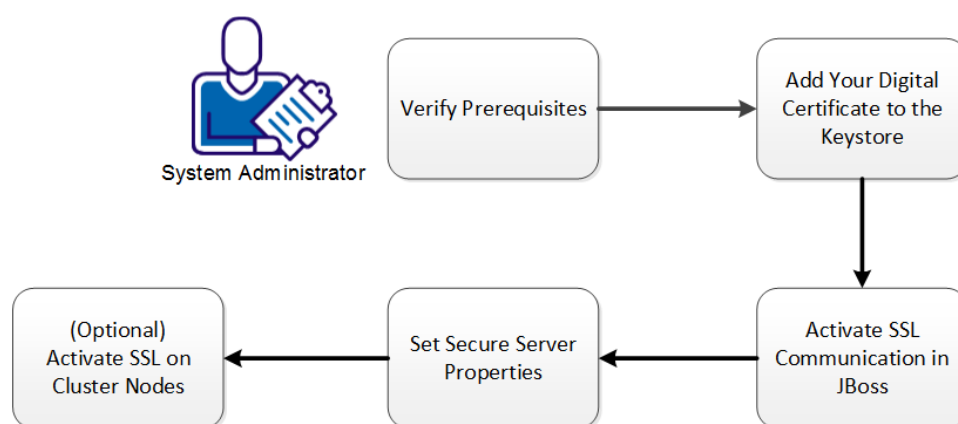 System Administrator
Verify Prerequisites
Add Your Digital
Certificate to the
Keystore
Activate SSL
Communication in
JBoss
Set Secure Server
Properties
(Optional)
Activate SSL on
Cluster Nodes